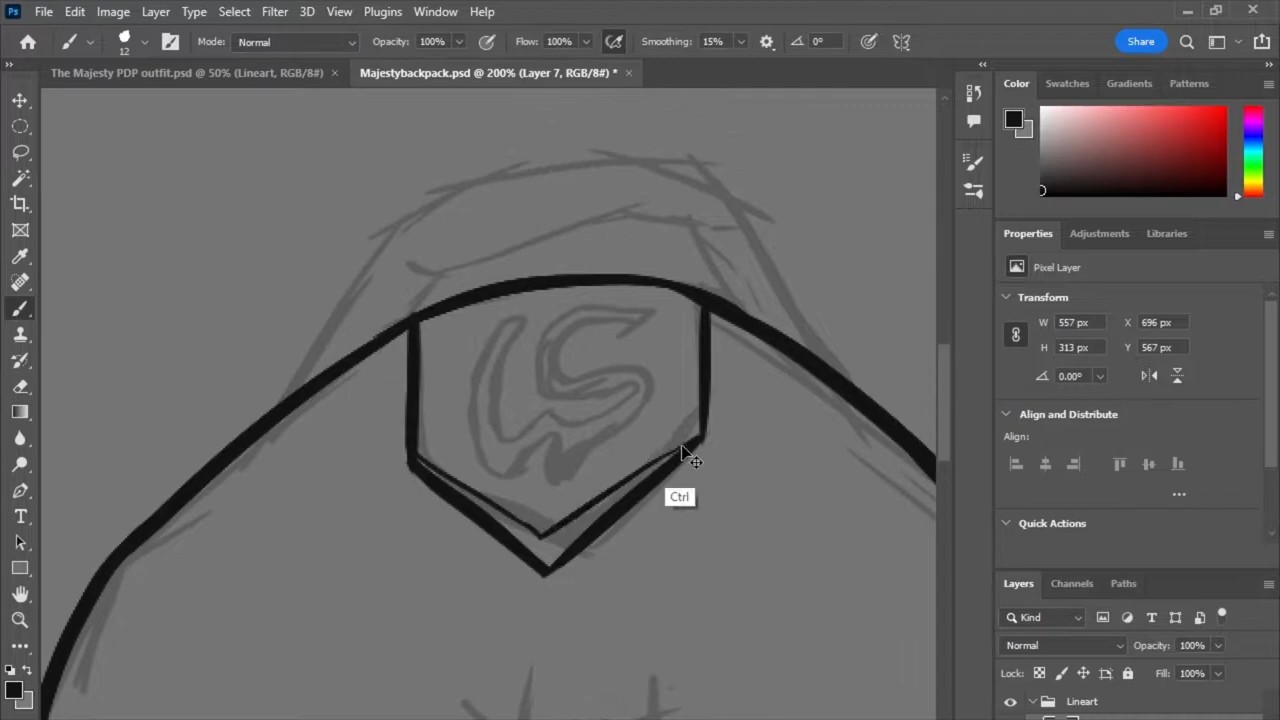 Ps File Edit Image Layer Type Select Filter 3D View Plugins Window Help
12 Mode: Normal Opacity: 100% Flow: 100% Smoothing: 15% 0° Share
The Majesty PDP outfit.psd @ 50% (Lineart, RGB/8#) × Majestybackpack.psd @ 200% (Layer 7, RGB/8#) * ×
Color Swatches Gradients Patterns
Properties Adjustments Libraries
Pixel Layer
Transform
W 557 px X 696 px
H 313 px Y 567 px
0.00°
Align and Distribute
Align:
Quick Actions
Layers Channels Paths
Kind
Normal Opacity: 100%
Lock: Fill: 100%
Lineart
LS
Ctrl